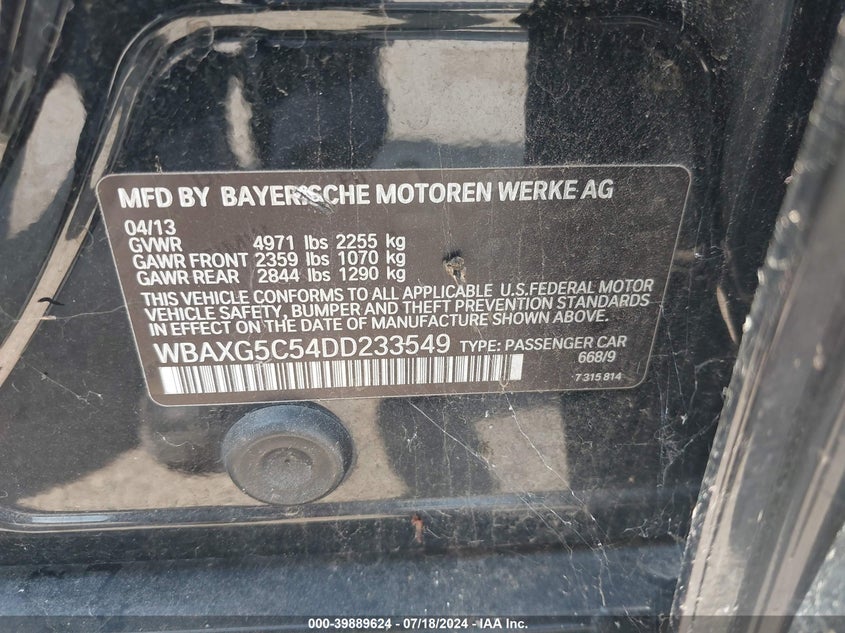 MFD BY BAYERISCHE MOTOREN WERKE AG
04/13
GVWR 4971 lbs 2255 kg
GAWR FRONT 2359 lbs 1070 kg
GAWR REAR 2844 lbs 1290 kg
THIS VEHICLE CONFORMS TO ALL APPLICABLE U.S.FEDERAL MOTOR
VEHICLE SAFETY, BUMPER AND THEFT PREVENTION STANDARDS
IN EFFECT ON THE DATE OF MANUFACTURE SHOWN ABOVE.
WBAXG5C54DD233549 TYPE: PASSENGER CAR
668/9
7 315 814
000-39889624 / 07/18/2024 - Copyright © IAA Holdings, LLC.